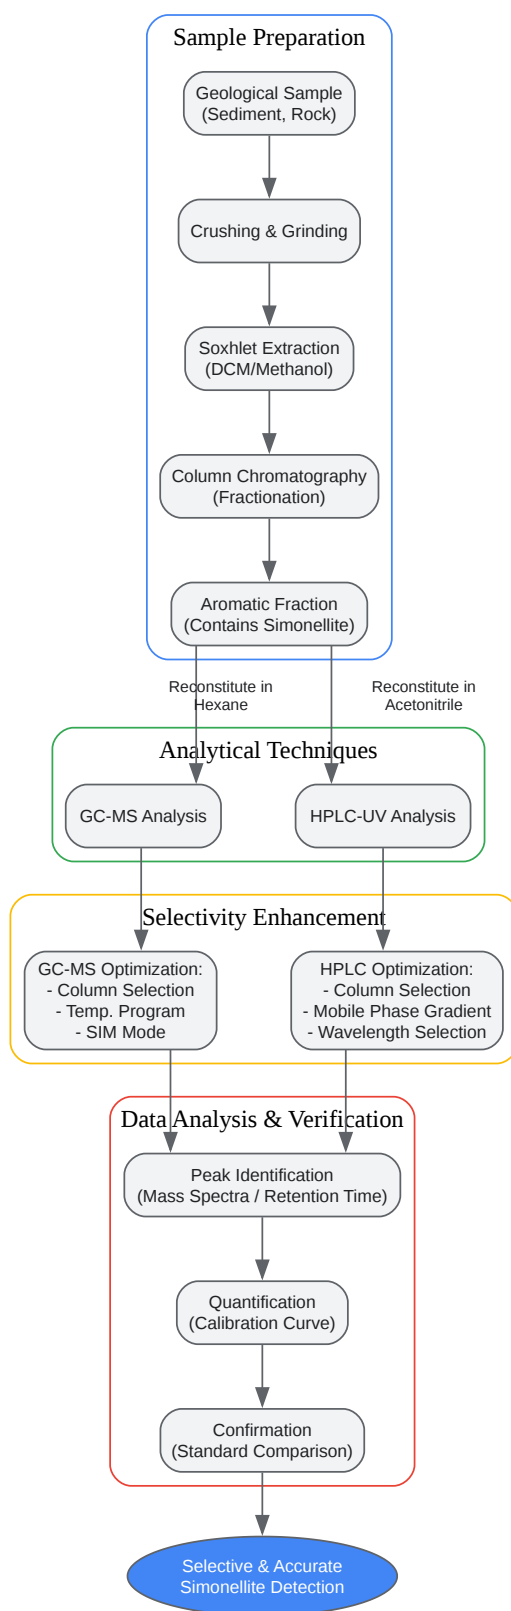 Sample Preparation
Geological Sample
(Sediment, Rock)
Crushing & Grinding
Soxhlet Extraction
(DCM/Methanol)
Column Chromatography
(Fractionation)
Aromatic Fraction
(Contains Simonellite)
Reconstitute in
Hexane
Reconstitute in
Acetonitrile
Analytical Techniques
GC-MS Analysis
HPLC-UV Analysis
Selectivity Enhancement
GC-MS Optimization:
- Column Selection
- Temp. Program
- SIM Mode
HPLC Optimization:
- Column Selection
- Mobile Phase Gradient
- Wavelength Selection
Data Analysis & Verification
Peak Identification
(Mass Spectra / Retention Time)
Quantification
(Calibration Curve)
Confirmation
(Standard Comparison)
Selective & Accurate
Simonellite Detection